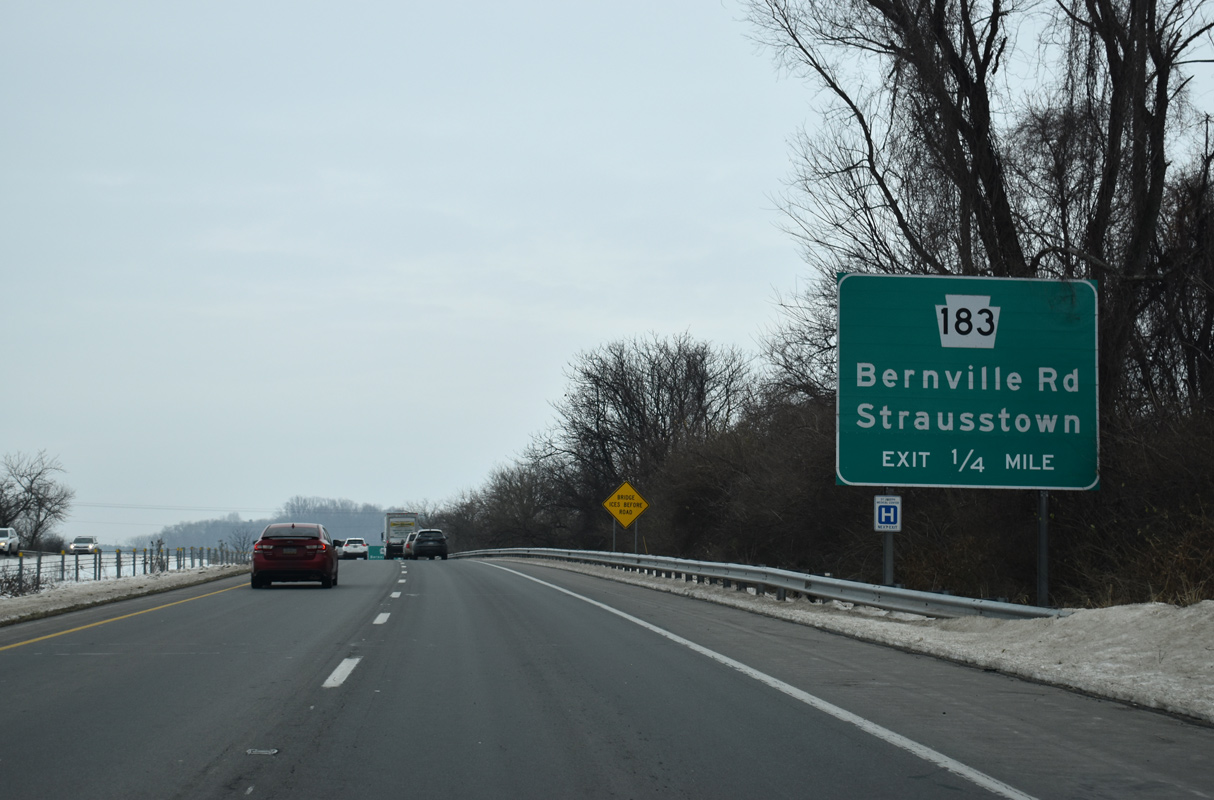 183
Bernville Rd
Strausstown
EXIT 1/4 MILE
BRIDGE
ICES BEFORE
ROAD
H